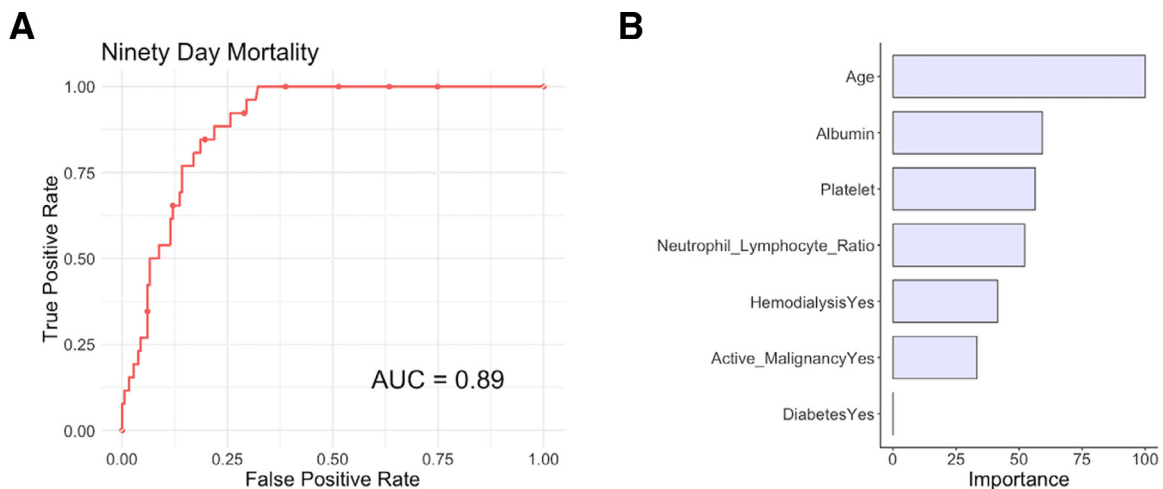 A
Ninety Day Mortality
True Positive Rate
1.00
0.75
0.50
0.25
0.00
AUC = 0.89
0.00 0.25 0.50 0.75 1.00
False Positive Rate
B
Age
Albumin
Platelet
Neutrophil_Lymphocyte_Ratio
HemodialysisYes
Active_MalignancyYes
DiabetesYes
0 25 50 75 100
Importance